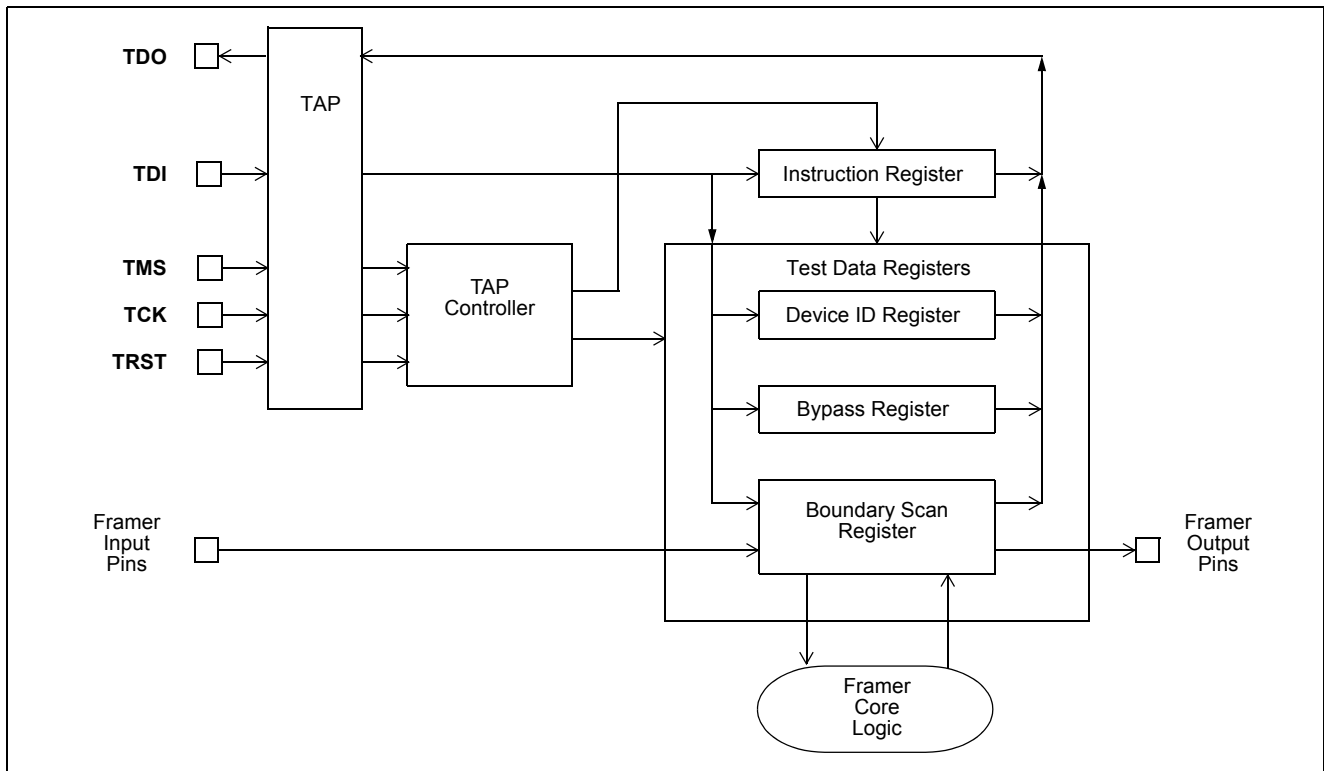 TDO
TAP
TDI
Instruction Register
TMS
TCK
TRST
TAP
Controller
Test Data Registers
Device ID Register
Bypass Register
Boundary Scan
Register
Framer
Input
Pins
Framer
Output
Pins
Framer
Core
Logic